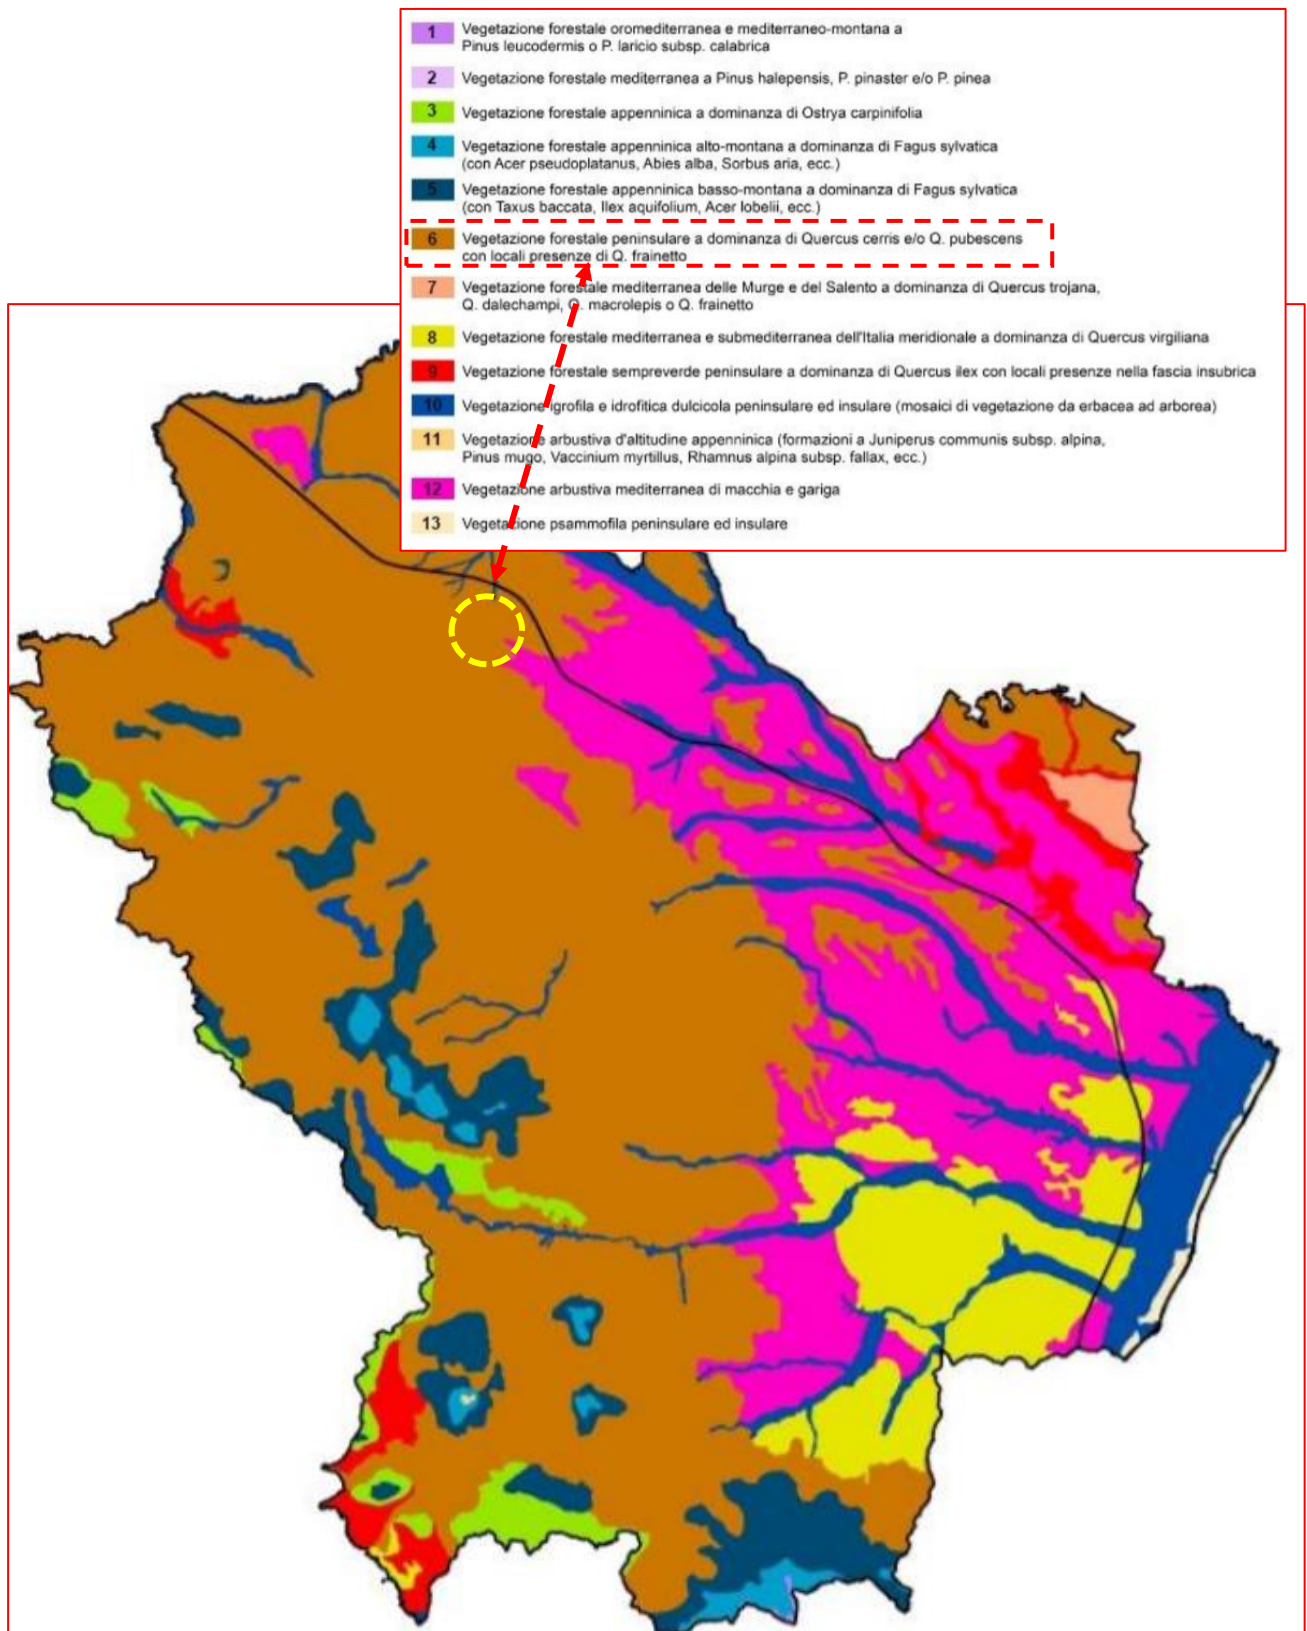 1 Vegetazione forestale oromediterranea e mediterraneo-montana a
Pinus leucodermis o P. laricio subsp. calabrica
2 Vegetazione forestale mediterranea a Pinus halepensis, P. pinaster e/o P. pinea
3 Vegetazione forestale appenninica a dominanza di Ostrya carpinifolia
4 Vegetazione forestale appenninica alto-montana a dominanza di Fagus sylvatica
(con Acer pseudoplatanus, Abies alba, Sorbus aria, ecc.)
5 Vegetazione forestale appenninica basso-montana a dominanza di Fagus sylvatica
(con Taxus baccata, Ilex aquifolium, Acer lobelii, ecc.)
6 Vegetazione forestale peninsulare a dominanza di Quercus cerris e/o Q. pubescens
con locali presenze di Q. frainetto
7 Vegetazione forestale mediterranea delle Murge e del Salento a dominanza di Quercus trojana,
Q. dalechampi, Q. macrolepis o Q. frainetto
8 Vegetazione forestale mediterranea e submediterranea dell'Italia meridionale a dominanza di Quercus virgiliana
9 Vegetazione forestale sempreverde peninsulare a dominanza di Quercus ilex con locali presenze nella fascia insubrica
10 Vegetazione igrofila e idrofitica dulcicola peninsulare ed insulare (mosaici di vegetazione da erbacea ad arborea)
11 Vegetazione arbustiva d'altitudine appenninica (formazioni a Juniperus communis subsp. alpina,
Pinus mugo, Vaccinium myrtillus, Rhamnus alpina subsp. fallax, ecc.)
12 Vegetazione arbustiva mediterranea di macchia e gariga
13 Vegetazione psammofila peninsulare ed insulare